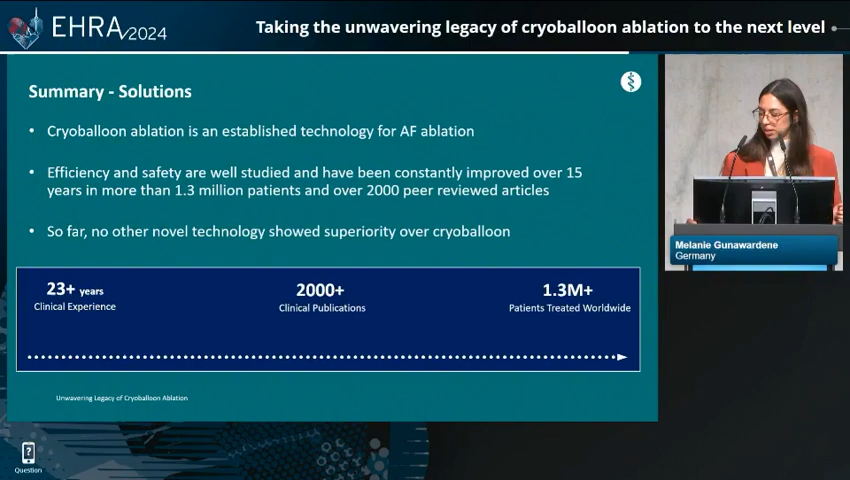 EHRA/2024
Taking the unwavering legacy of cryoballoon ablation to the next level
Summary - Solutions
• Cryoballoon ablation is an established technology for AF ablation
• Efficiency and safety are well studied and have been constantly improved over 15
years in more than 1.3 million patients and over 2000 peer reviewed articles
• So far, no other novel technology showed superiority over cryoballoon
23+ years
Clinical Experience
2000+
Clinical Publications
1.3M+
Patients Treated Worldwide
Unwavering Legacy of Cryoballoon Ablation
Melanie Gunawardene
Germany
?
Question